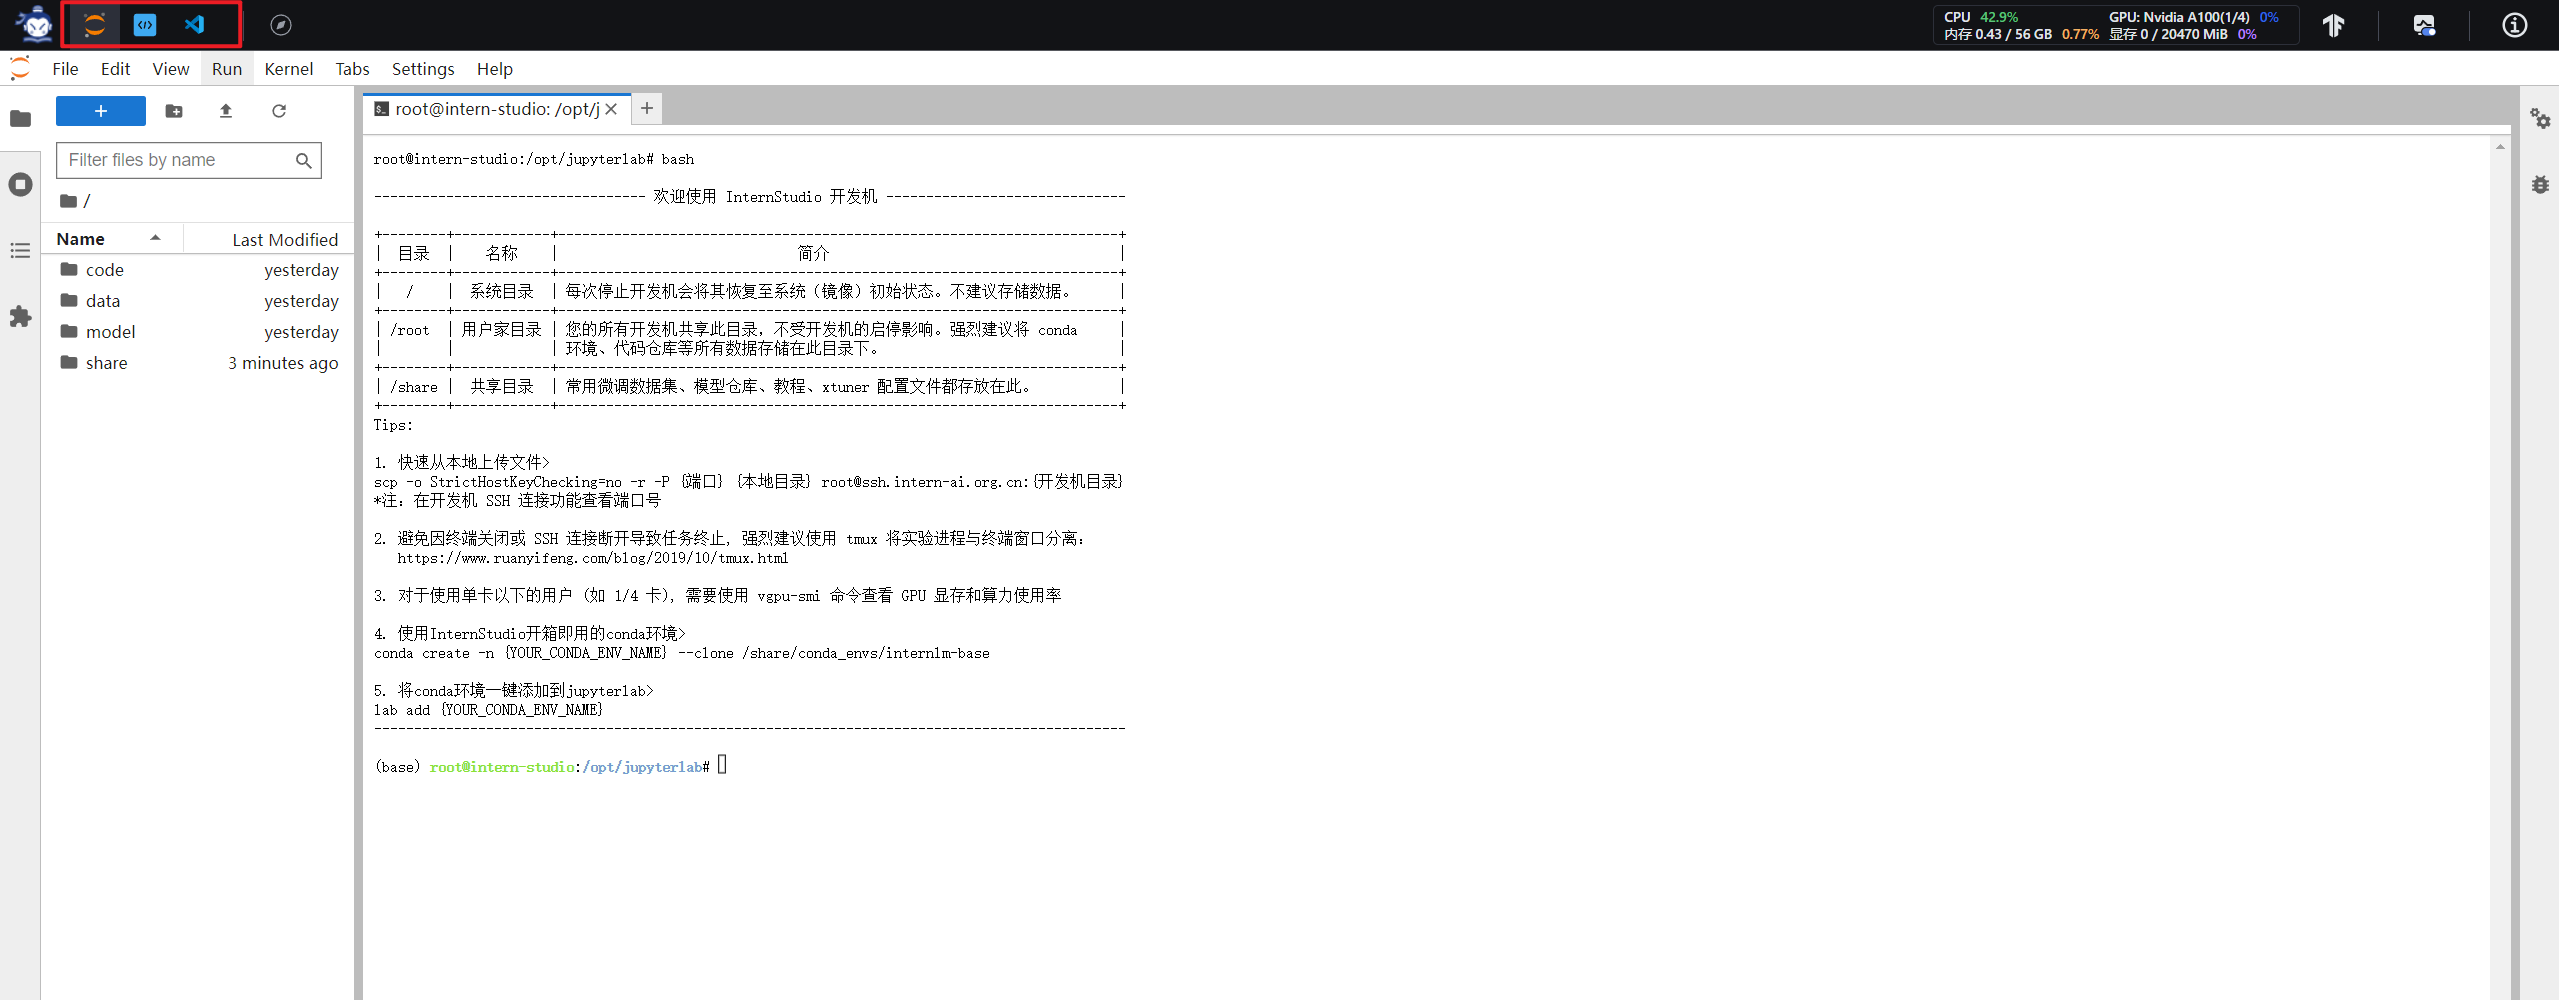 CPU 42.9% GPU: Nvidia A100(1/4) 0%
内存 0.43 / 56 GB 0.77% 显存 0 / 20470 MiB 0%
File Edit View Run Kernel Tabs Settings Help
+
root@intern-studio: /opt/j
Filter files by name
/
Name Last Modified
code yesterday
data yesterday
model yesterday
share 3 minutes ago
root@intern-studio:/opt/jupyterlab# bash
---------------------------------- 欢迎使用 InternStudio 开发机 ------------------------------
+--------+------------+----------------------------------------------------------------------+
| 目录 | 名称 | 简介 |
+--------+------------+----------------------------------------------------------------------+
| / | 系统目录 | 每次停止开发机会将其恢复至系统（镜像）初始状态。不建议存储数据。 |
+--------+------------+----------------------------------------------------------------------+
| /root | 用户家目录 | 您的所有开发机共享此目录，不受开发机的启停影响。强烈建议将 conda |
| | | 环境、代码仓库等所有数据存储在此目录下。 |
+--------+------------+----------------------------------------------------------------------+
| /share | 共享目录 | 常用微调数据集、模型仓库、教程、xtuner 配置文件都存放在此。 |
+--------+------------+----------------------------------------------------------------------+
Tips:
1. 快速从本地上传文件>
scp -o StrictHostKeyChecking=no -r -P {端口} {本地目录} root@ssh.intern-ai.org.cn:{开发机目录}
*注：在开发机 SSH 连接功能查看端口号
2. 避免因终端关闭或 SSH 连接断开导致任务终止, 强烈建议使用 tmux 将实验进程与终端窗口分离：
https://www.ruanyifeng.com/blog/2019/10/tmux.html
3. 对于使用单卡以下的用户 (如 1/4 卡), 需要使用 vgpu-smi 命令查看 GPU 显存和算力使用率
4. 使用InternStudio开箱即用的conda环境>
conda create -n {YOUR_CONDA_ENV_NAME} --clone /share/conda_envs/internlm-base
5. 将conda环境一键添加到jupyterlab>
lab add {YOUR_CONDA_ENV_NAME}
----------------------------------------------------------------------------------------------
(base) root@intern-studio:/opt/jupyterlab#